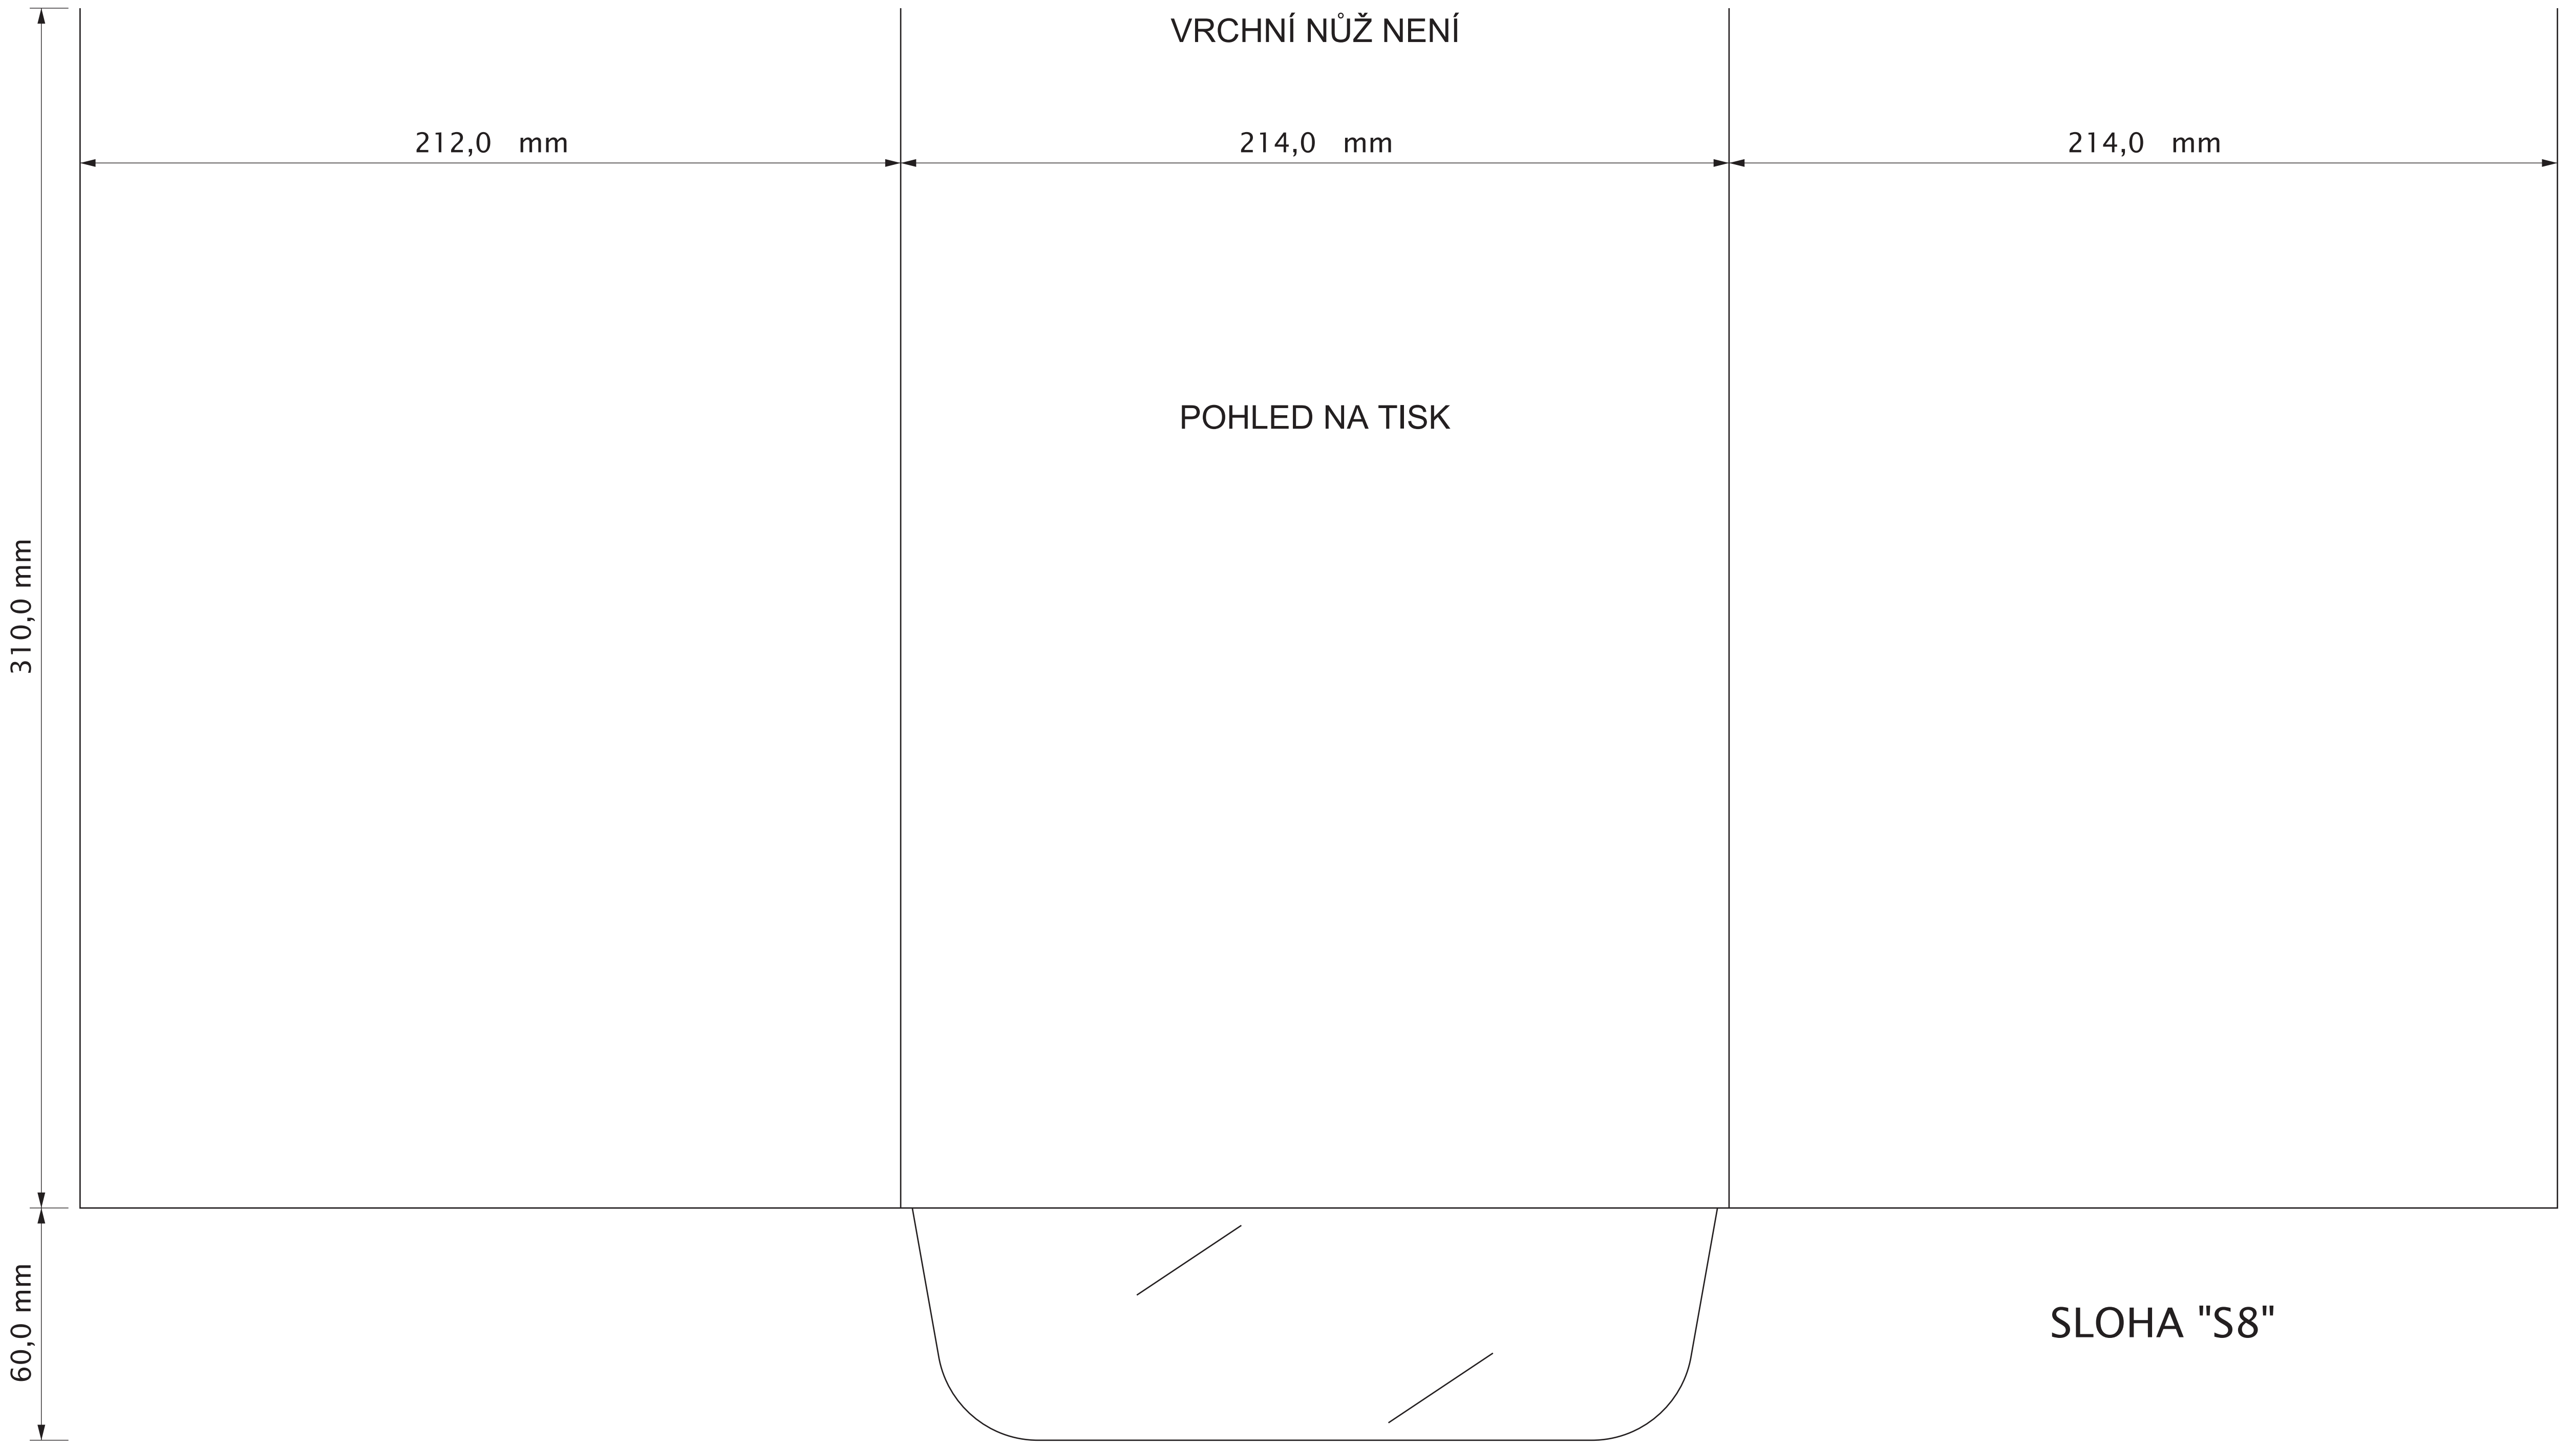 VRCHNÍ NŮŽ NENÍ
212,0 mm
214,0 mm
214,0 mm
POHLED NA TISK
310,0 mm
60,0 mm
SLOHA "S8"